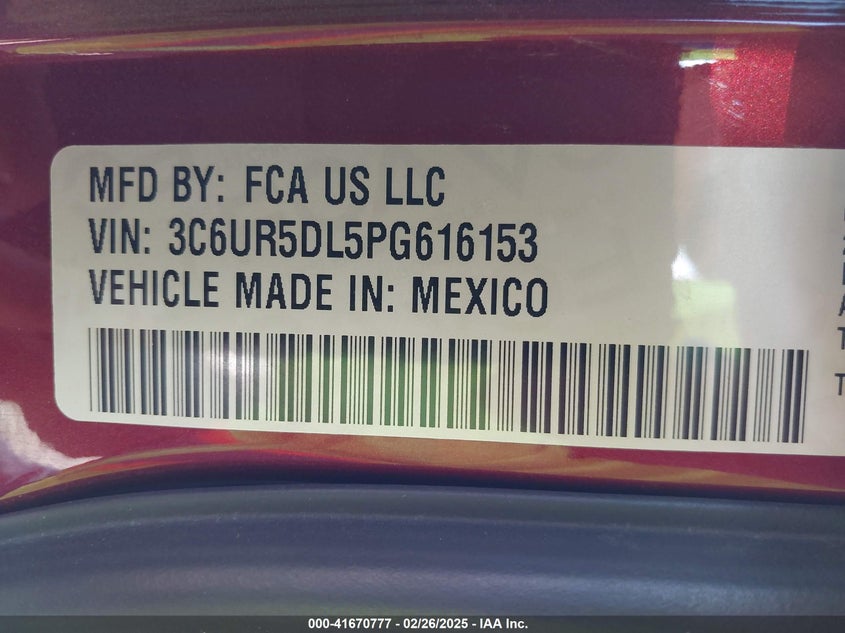 MFD BY: FCA US LLC
VIN: 3C6UR5DL5PG616153
VEHICLE MADE IN: MEXICO
000-41670777 - 02/26/2025 - IAA Inc.